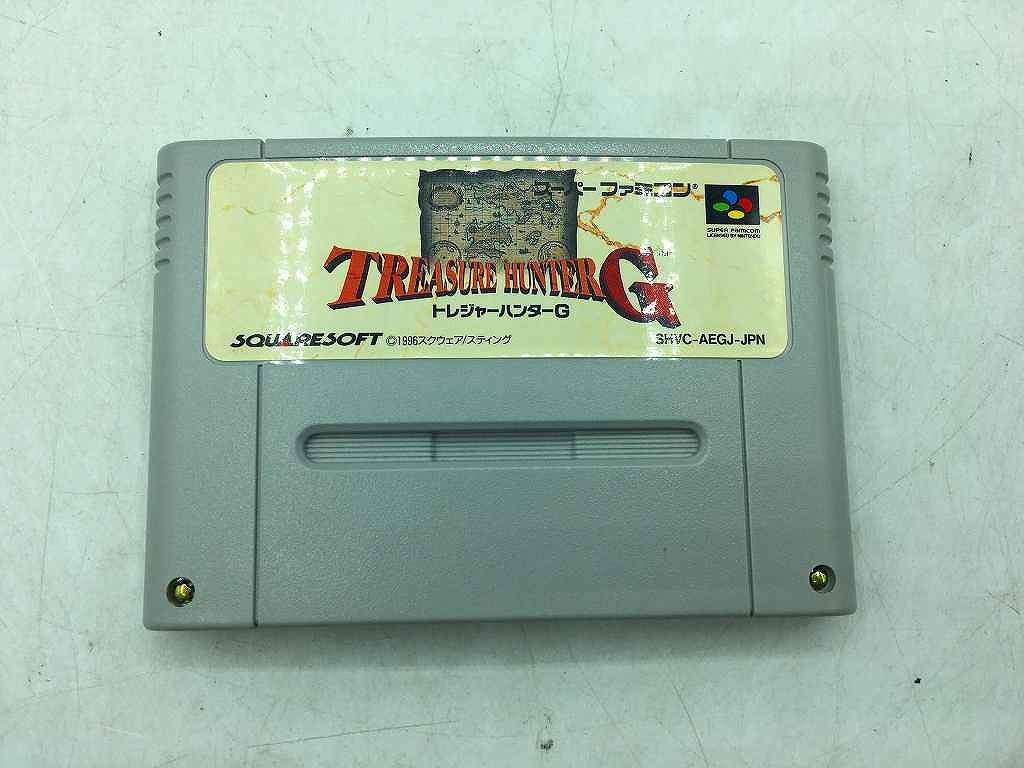 スーパーファミコン®
SUPER FAMICOM
LICENSED BY NINTENDO
TREASURE HUNTER G™
トレジャーハンターG
SQUARESOFT ©1996スクウェア/スティング
SHVC-AEGJ-JPN